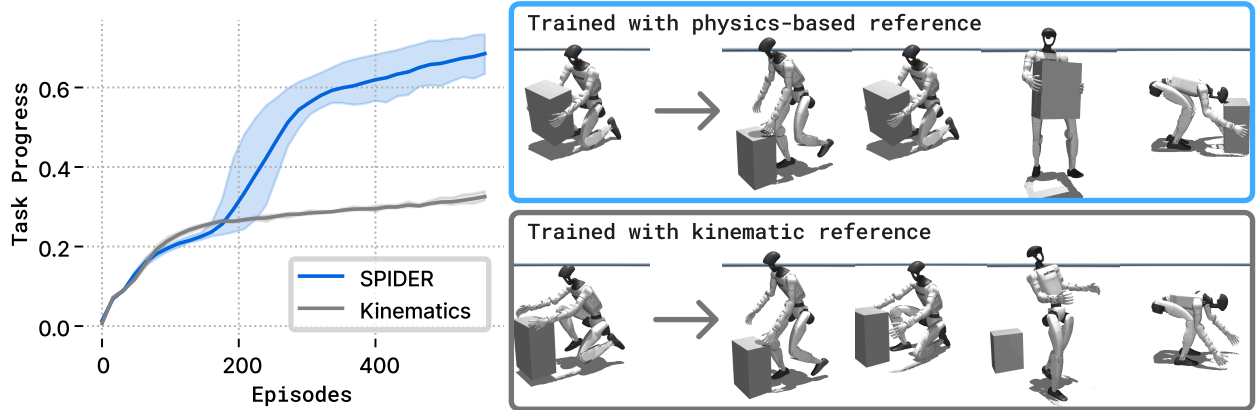 Task Progress
0.6
0.4
0.2
0.0
0
200
400
Episodes
SPIDER
Kinematics
Trained with physics-based reference
Trained with kinematic reference